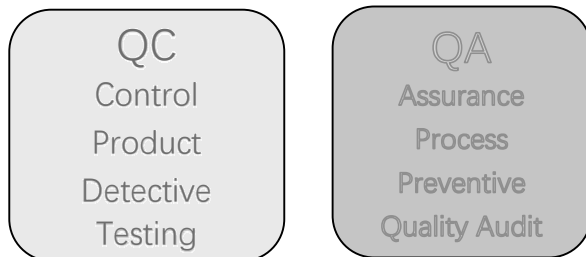 QC
Control
Product
Detective
Testing
QA
Assurance
Process
Preventive
Quality Audit